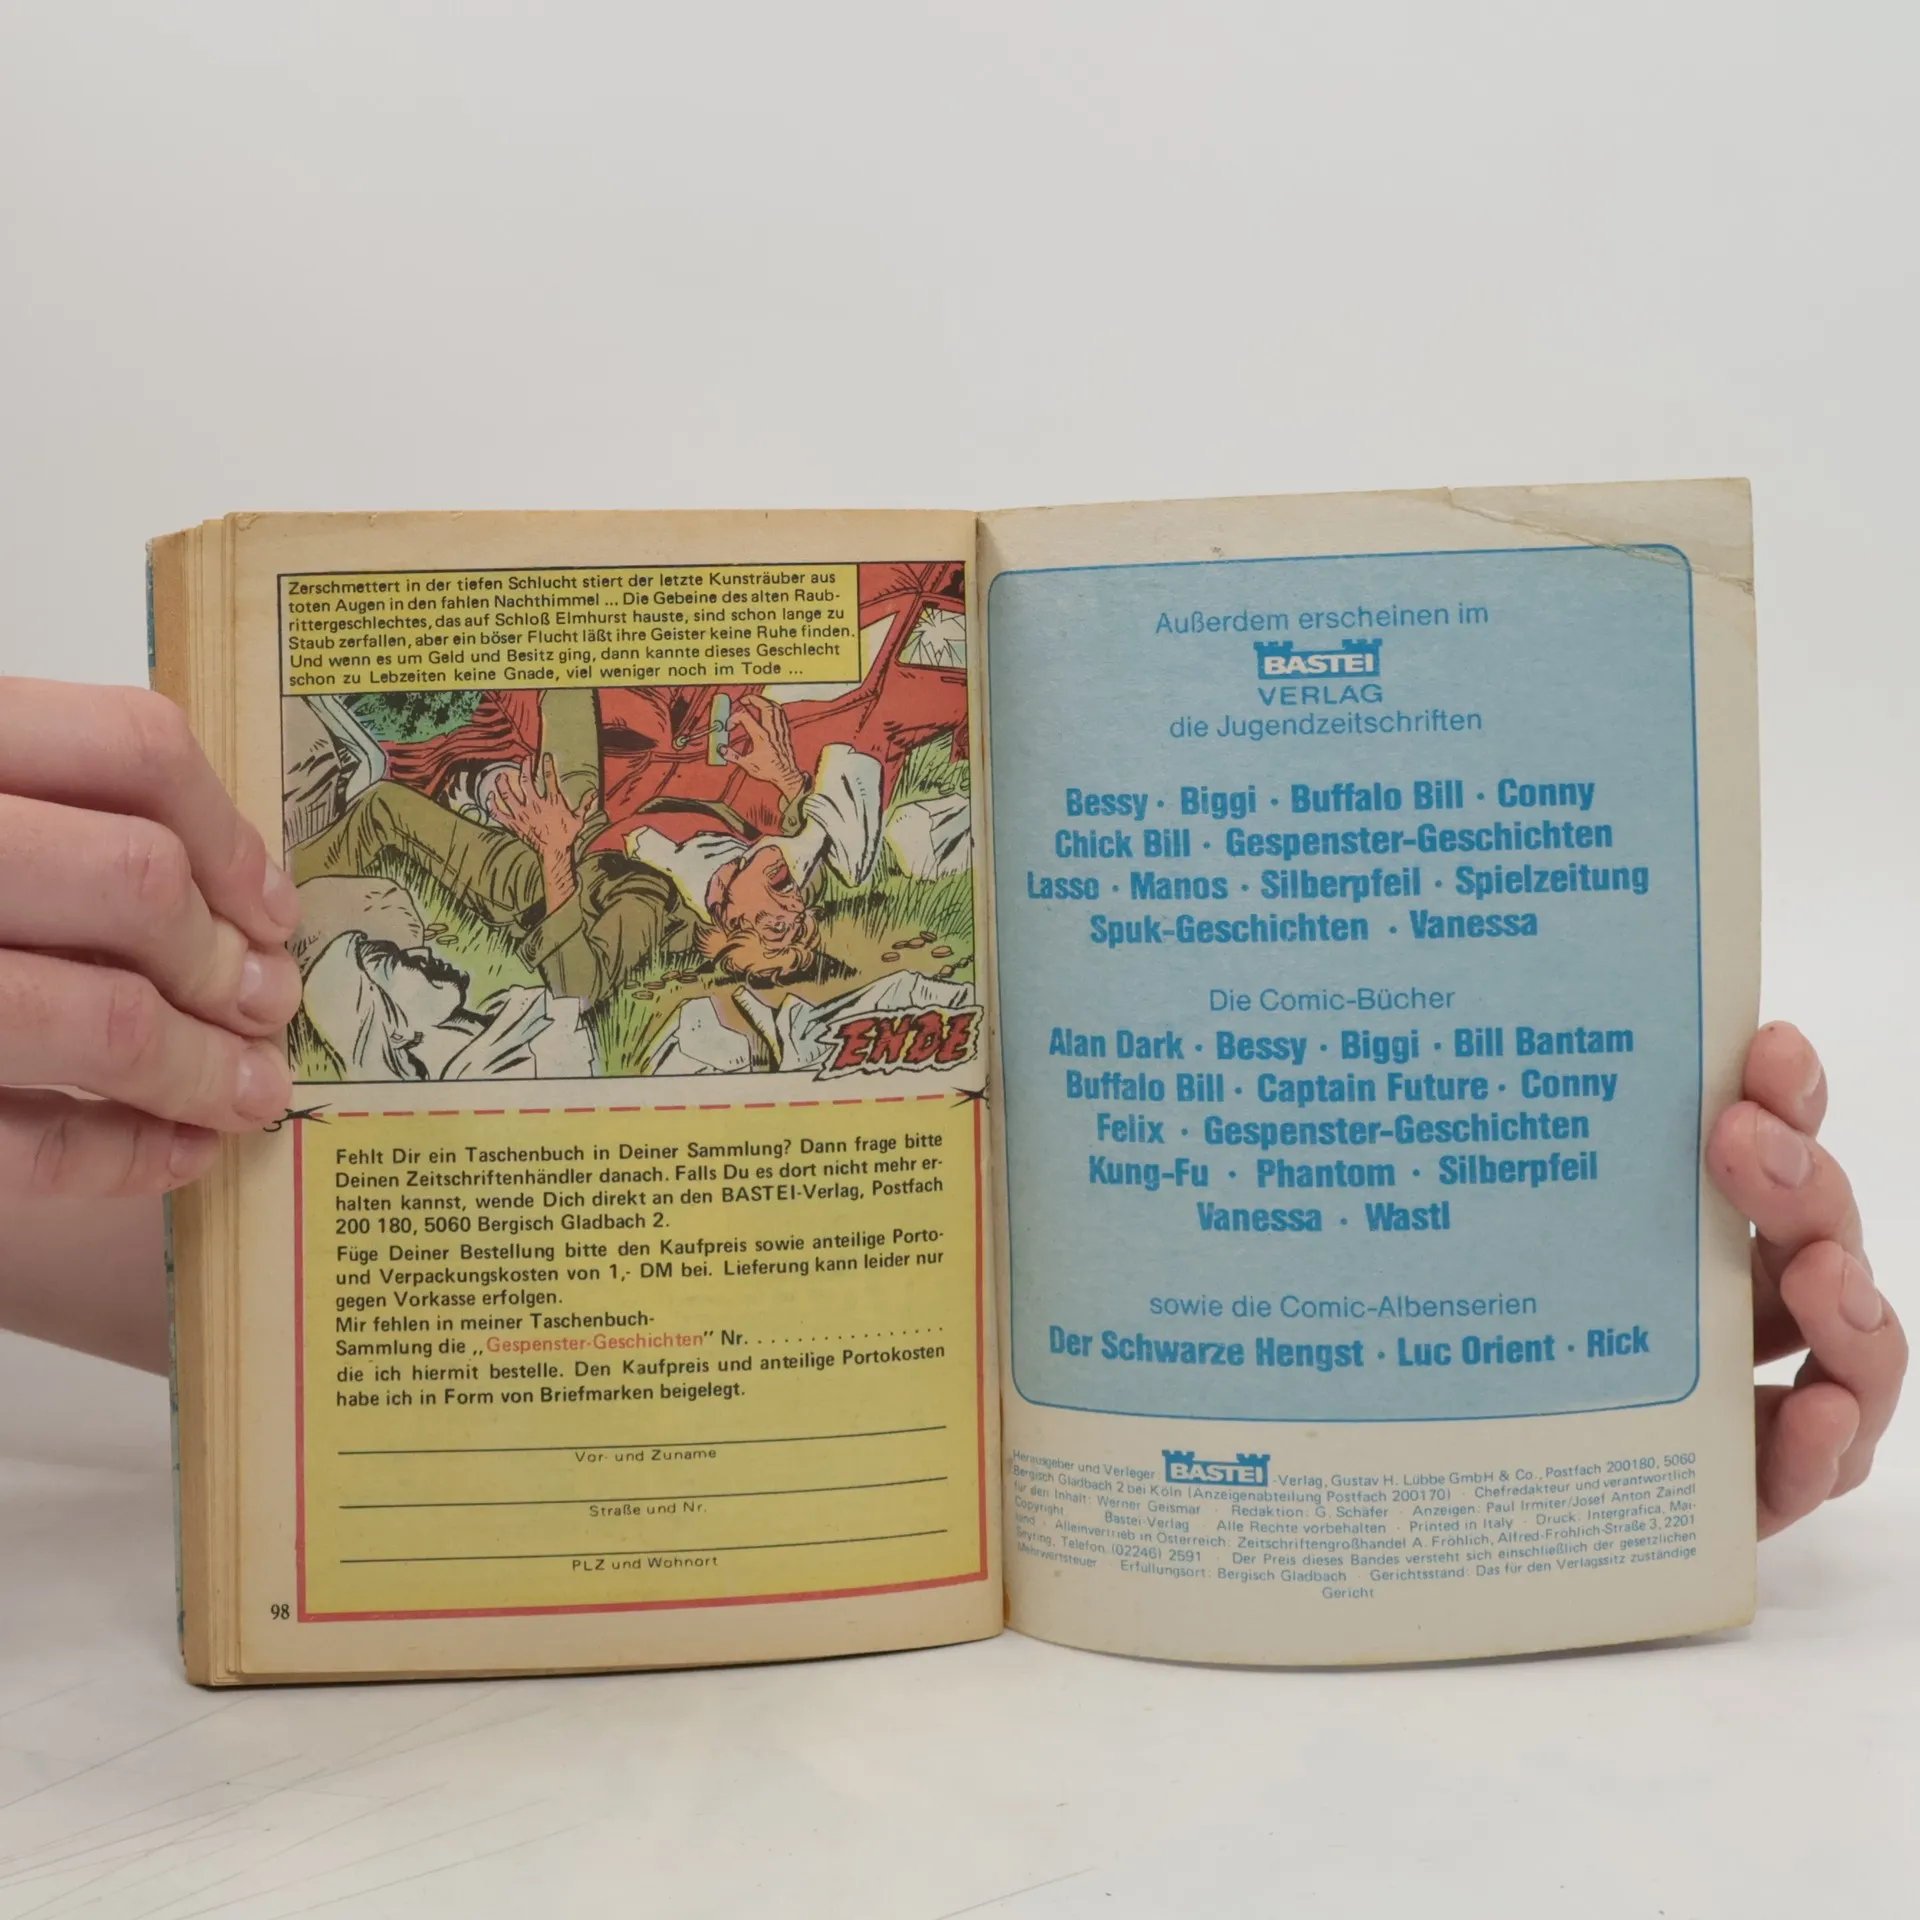 Zerschmettert in der tiefen Schlucht stiert der letzte Kunsträuber aus
toten Augen in den fahlen Nachthimmel ... Die Gebeine des alten Raub-
rittergeschlechtes, das auf Schloß Elmhurst hauste, sind schon lange zu
Staub zerfallen, aber ein böser Flucht läßt ihre Geister keine Ruhe finden.
Und wenn es um Geld und Besitz ging, dann kannte dieses Geschlecht
schon zu Lebzeiten keine Gnade, viel weniger noch im Tode ...
ENDE
Fehlt Dir ein Taschenbuch in Deiner Sammlung? Dann frage bitte
Deinen Zeitschriftenhändler danach. Falls Du es dort nicht mehr er-
halten kannst, wende Dich direkt an den BASTEI-Verlag, Postfach
200 180, 5060 Bergisch Gladbach 2.
Füge Deiner Bestellung bitte den Kaufpreis sowie anteilige Porto-
und Verpackungskosten von 1,- DM bei. Lieferung kann leider nur
gegen Vorkasse erfolgen.
Mir fehlen in meiner Taschenbuch-
Sammlung die „Gespenster-Geschichten" Nr. . . . . . . . . . . . . . . . .
die ich hiermit bestelle. Den Kaufpreis und anteilige Portokosten
habe ich in Form von Briefmarken beigelegt.
Vor- und Zuname
Straße und Nr.
PLZ und Wohnort
98
Außerdem erscheinen im
BASTEI
VERLAG
die Jugendzeitschriften
Bessy · Biggi · Buffalo Bill · Conny
Chick Bill · Gespenster-Geschichten
Lasso · Manos · Silberpfeil · Spielzeitung
Spuk-Geschichten · Vanessa
Die Comic-Bücher
Alan Dark · Bessy · Biggi · Bill Bantam
Buffalo Bill · Captain Future · Conny
Felix · Gespenster-Geschichten
Kung-Fu · Phantom · Silberpfeil
Vanessa · Wastl
sowie die Comic-Albenserien
Der Schwarze Hengst · Luc Orient · Rick
Herausgeber und Verleger: BASTEI-Verlag, Gustav H. Lübbe GmbH & Co., Postfach 200180, 5060
Bergisch Gladbach 2 bei Köln (Anzeigenabteilung Postfach 200170) · Chefredakteur und verantwortlich
für den Inhalt: Werner Geismar · Redaktion: G. Schäfer · Anzeigen: Paul Irmiter/Josef Anton Zaindl
Copyright Bastei-Verlag · Alle Rechte vorbehalten · Printed in Italy · Druck: Intergrafica, Mai-
land · Alleinvertrieb in Österreich: Zeitschriftengroßhandel A. Fröhlich, Alfred-Fröhlich-Straße 3, 2201
Seyring, Telefon (02246) 2591 · Der Preis dieses Bandes versteht sich einschließlich der gesetzlichen
Mehrwertsteuer · Erfüllungsort: Bergisch Gladbach · Gerichtsstand: Das für den Verlagssitz zuständige
Gericht